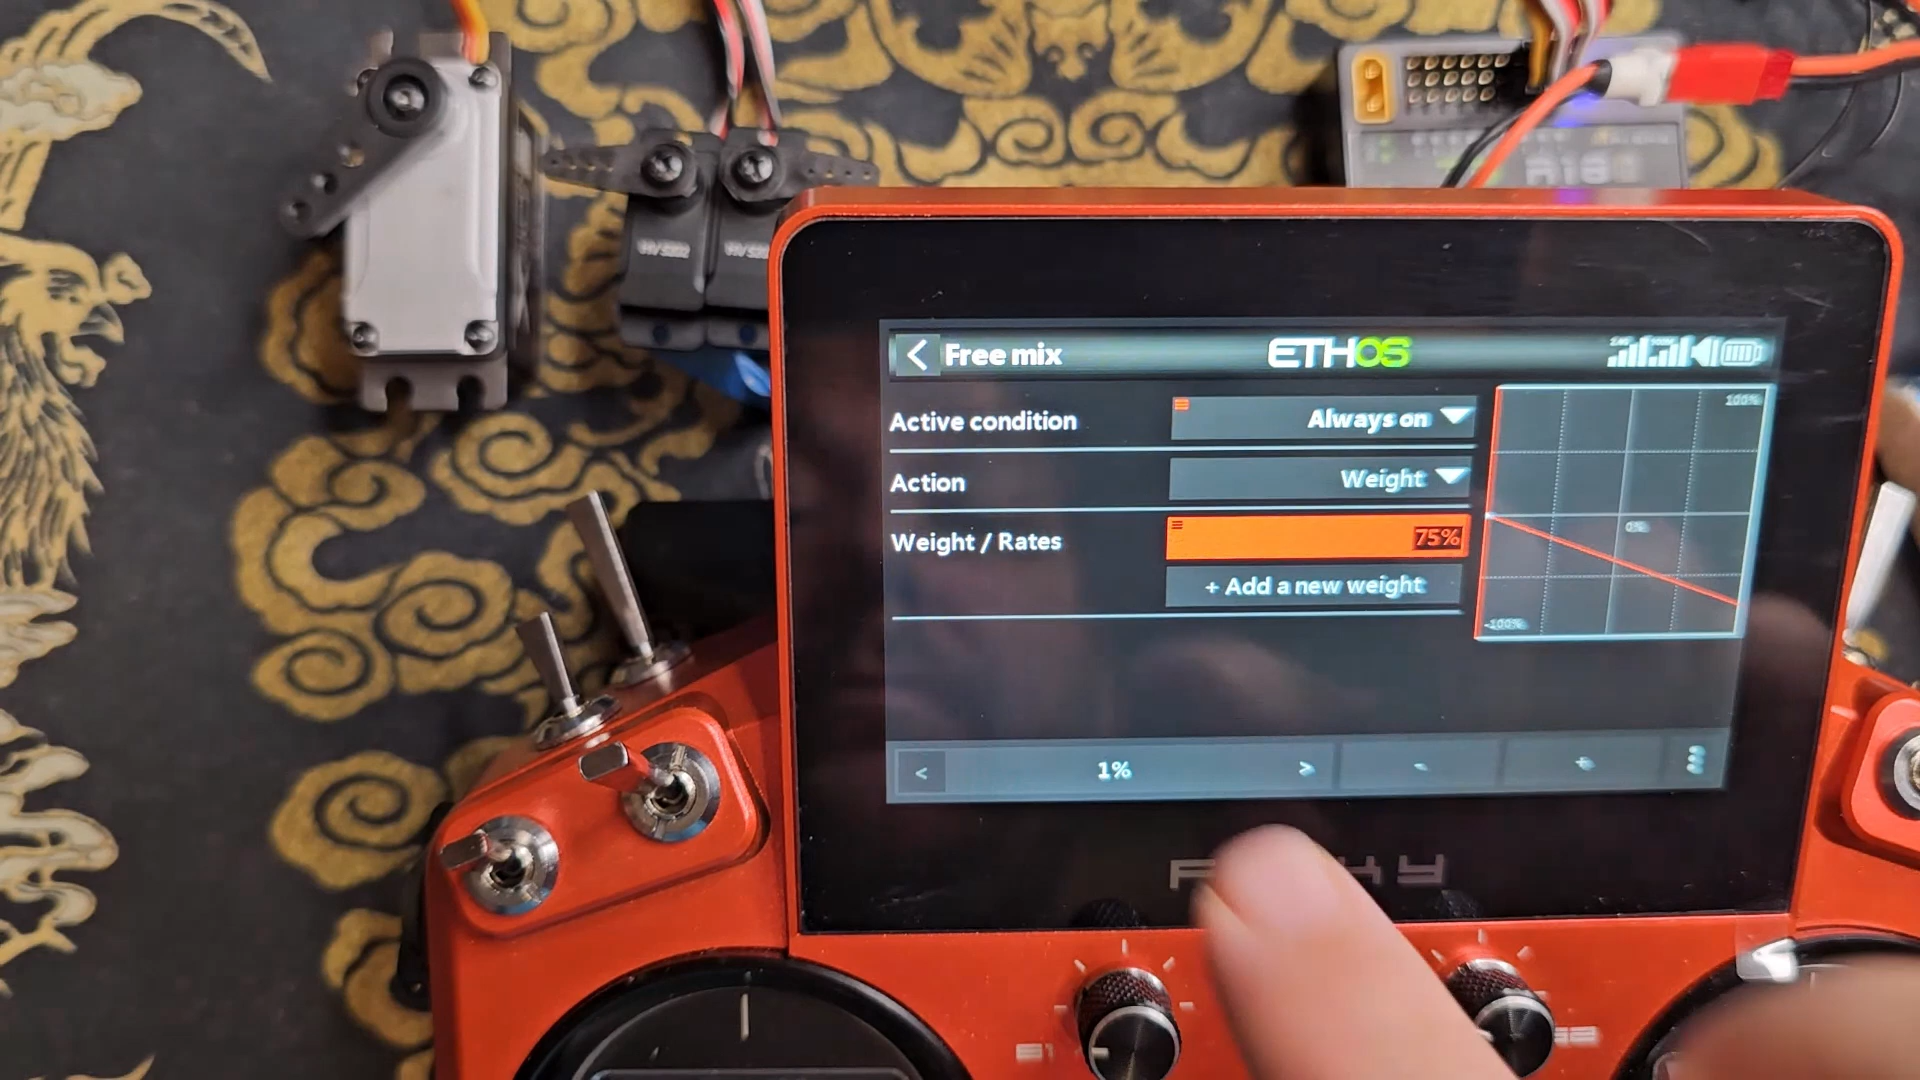 Free mix
ETHOS
Active condition
Always on
100%
Action
Weight
Weight / Rates
75%
0%
+ Add a new weight
-100%
<
1%
>
-
+